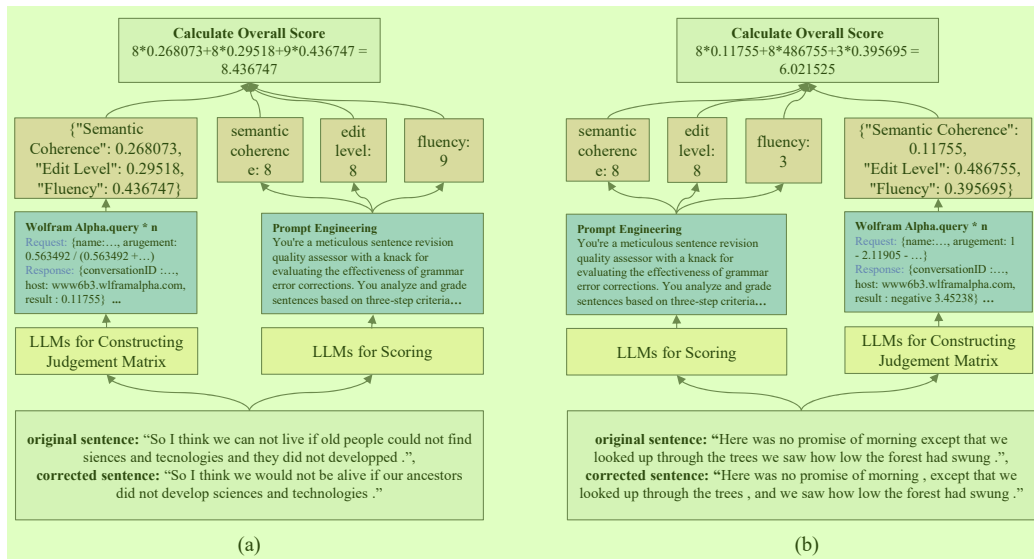 Calculate Overall Score
8*0.268073+8*0.29518+9*0.436747 =
8.436747
{"Semantic
Coherence": 0.268073,
"Edit Level": 0.29518,
"Fluency": 0.436747}
semantic
coherenc
e: 8
edit
level:
8
fluency:
9
Wolfram Alpha.query * n
Request: {name:…, arugement:
0.563492 / (0.563492 +…)
Response: {conversationID :…,
host: www6b3.wlframalpha.com,
result : 0.11755} ...
Prompt Engineering
You're a meticulous sentence revision
quality assessor with a knack for
evaluating the effectiveness of grammar
error corrections. You analyze and grade
sentences based on three-step criteria…
LLMs for Constructing
Judgement Matrix
LLMs for Scoring
original sentence: “So I think we can not live if old people could not find
siences and tecnologies and they did not developped .”,
corrected sentence: “So I think we would not be alive if our ancestors
did not develop sciences and technologies .”
(a)
Calculate Overall Score
8*0.11755+8*486755+3*0.395695 =
6.021525
semantic
coherenc
e: 8
edit
level:
8
fluency:
3
{"Semantic Coherence":
0.11755,
"Edit Level": 0.486755,
"Fluency": 0.395695}
Prompt Engineering
You're a meticulous sentence revision
quality assessor with a knack for
evaluating the effectiveness of grammar
error corrections. You analyze and grade
sentences based on three-step criteria…
Wolfram Alpha.query * n
Request: {name:…, arugement: 1
- 2.11905 - …}
Response: {conversationID :…,
host: www6b3.wlframalpha.com,
result : negative 3.45238} …
LLMs for Scoring
LLMs for Constructing
Judgement Matrix
original sentence: “Here was no promise of morning except that we
looked up through the trees we saw how low the forest had swung .”,
corrected sentence: “Here was no promise of morning , except that we
looked up through the trees , and we saw how low the forest had swung .”
(b)